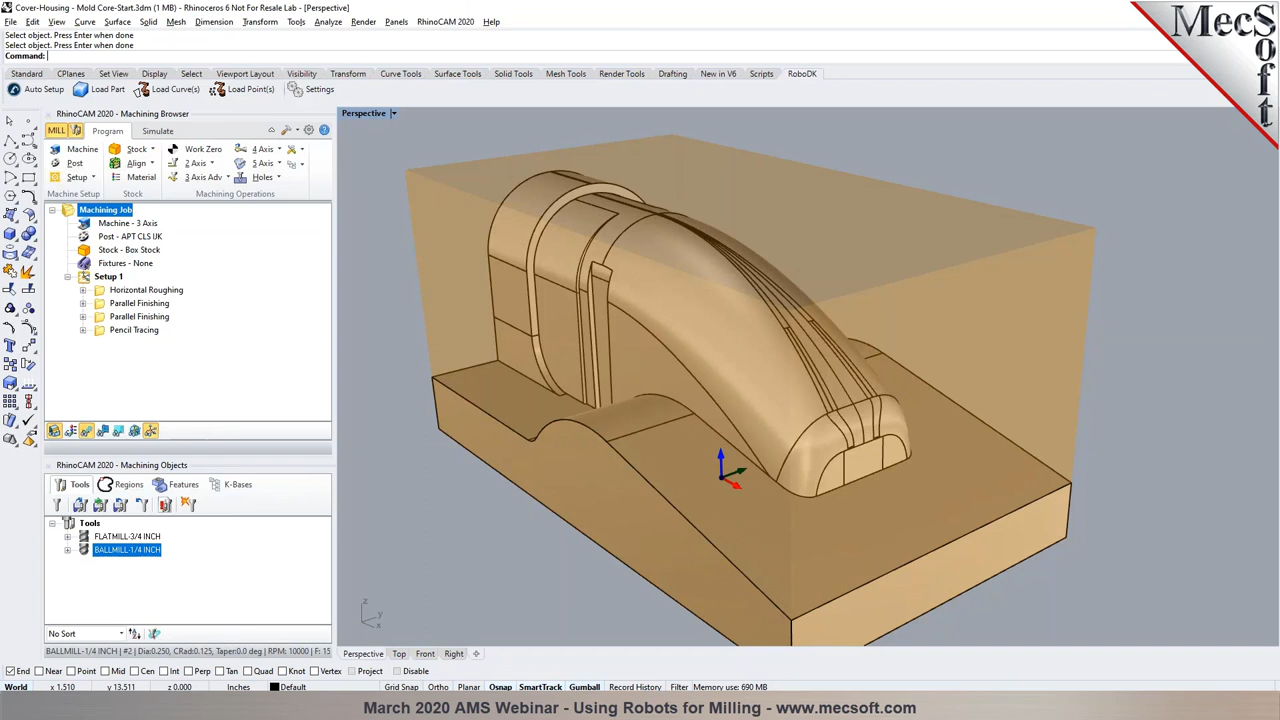 Cover-Housing - Mold Core-Start.3dm (1 MB) - Rhinoceros 6 Not For Resale Lab - [Perspective]
File Edit View Curve Surface Solid Mesh Dimension Transform Tools Analyze Render Panels RhinoCAM 2020 Help
Select object. Press Enter when done
Select object. Press Enter when done
Command:
Standard CPlanes Set View Display Select Viewport Layout Visibility Transform Curve Tools Surface Tools Solid Tools Mesh Tools Render Tools Drafting New in V6 Scripts RoboDK
Auto Setup Load Part Load Curve(s) Load Point(s) Settings
MecSoft
RhinoCAM 2020 - Machining Browser
Perspective
MILL Program Simulate
Machine Stock Work Zero 4 Axis
Post Align 2 Axis 5 Axis
Setup Material 3 Axis Adv Holes
Machine Setup Stock Machining Operations
Machining Job
Machine - 3 Axis
Post - APT CLS IJK
Stock - Box Stock
Fixtures - None
Setup 1
Horizontal Roughing
Parallel Finishing
Parallel Finishing
Pencil Tracing
RhinoCAM 2020 - Machining Objects
Tools Regions Features K-Bases
Tools
FLATMILL-3/4 INCH
BALLMILL-1/4 INCH
No Sort
BALLMILL-1/4 INCH | #2 | Dia:0.250, CRad:0.125, Taper:0.0 deg | RPM: 10000 | F: 15
z
y
x
Perspective Top Front Right
End Near Point Mid Cen Int Perp Tan Quad Knot Vertex Project Disable
World x 1.510 y 13.511 z 0.000 Inches Default Grid Snap Ortho Planar Osnap SmartTrack Gumball Record History Filter Memory use: 690 MB
March 2020 AMS Webinar - Using Robots for Milling - www.mecsoft.com